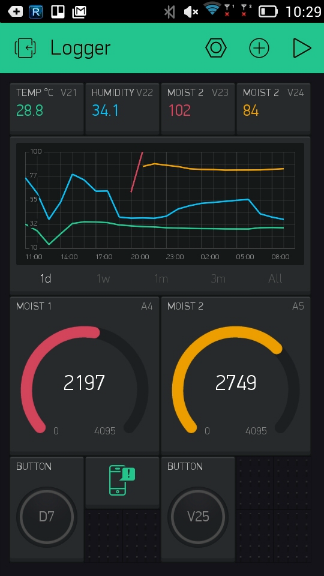 10:29
Logger
TEMP °C V21
28.8
HUMIDITY V22
34.1
MOIST 2 V23
102
MOIST 2 V24
84
100
77
55
32
10
11:00 14:00 17:00 20:00 23:00 02:00 05:00 08:00
1d 1w 1m 3m All
MOIST 1 A4
2197
0 4095
MOIST 2 A5
2749
0 4095
BUTTON
D7
BUTTON
V25